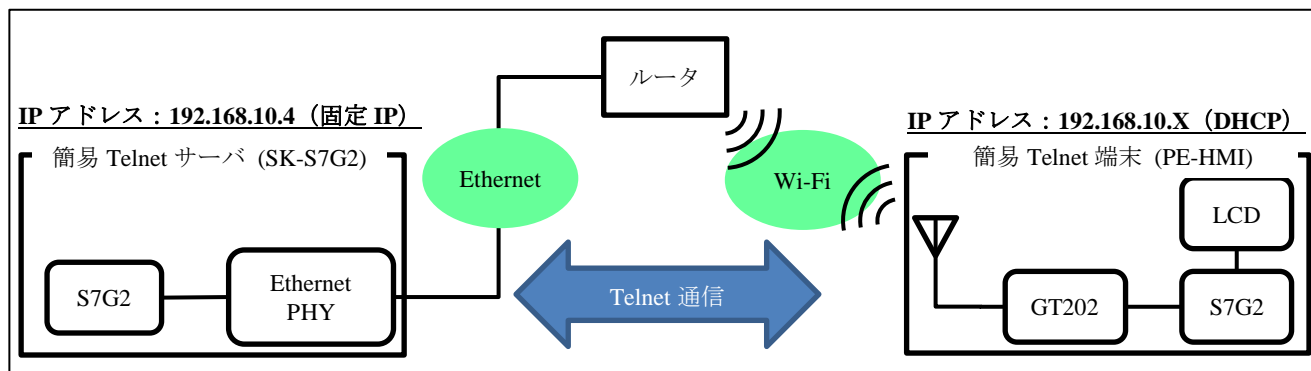 ルータ
IP アドレス：192.168.10.4（固定 IP）
簡易 Telnet サーバ (SK-S7G2)
S7G2
Ethernet
PHY
Ethernet
Wi-Fi
Telnet 通信
IP アドレス：192.168.10.X（DHCP）
簡易 Telnet 端末 (PE-HMI)
LCD
GT202
S7G2